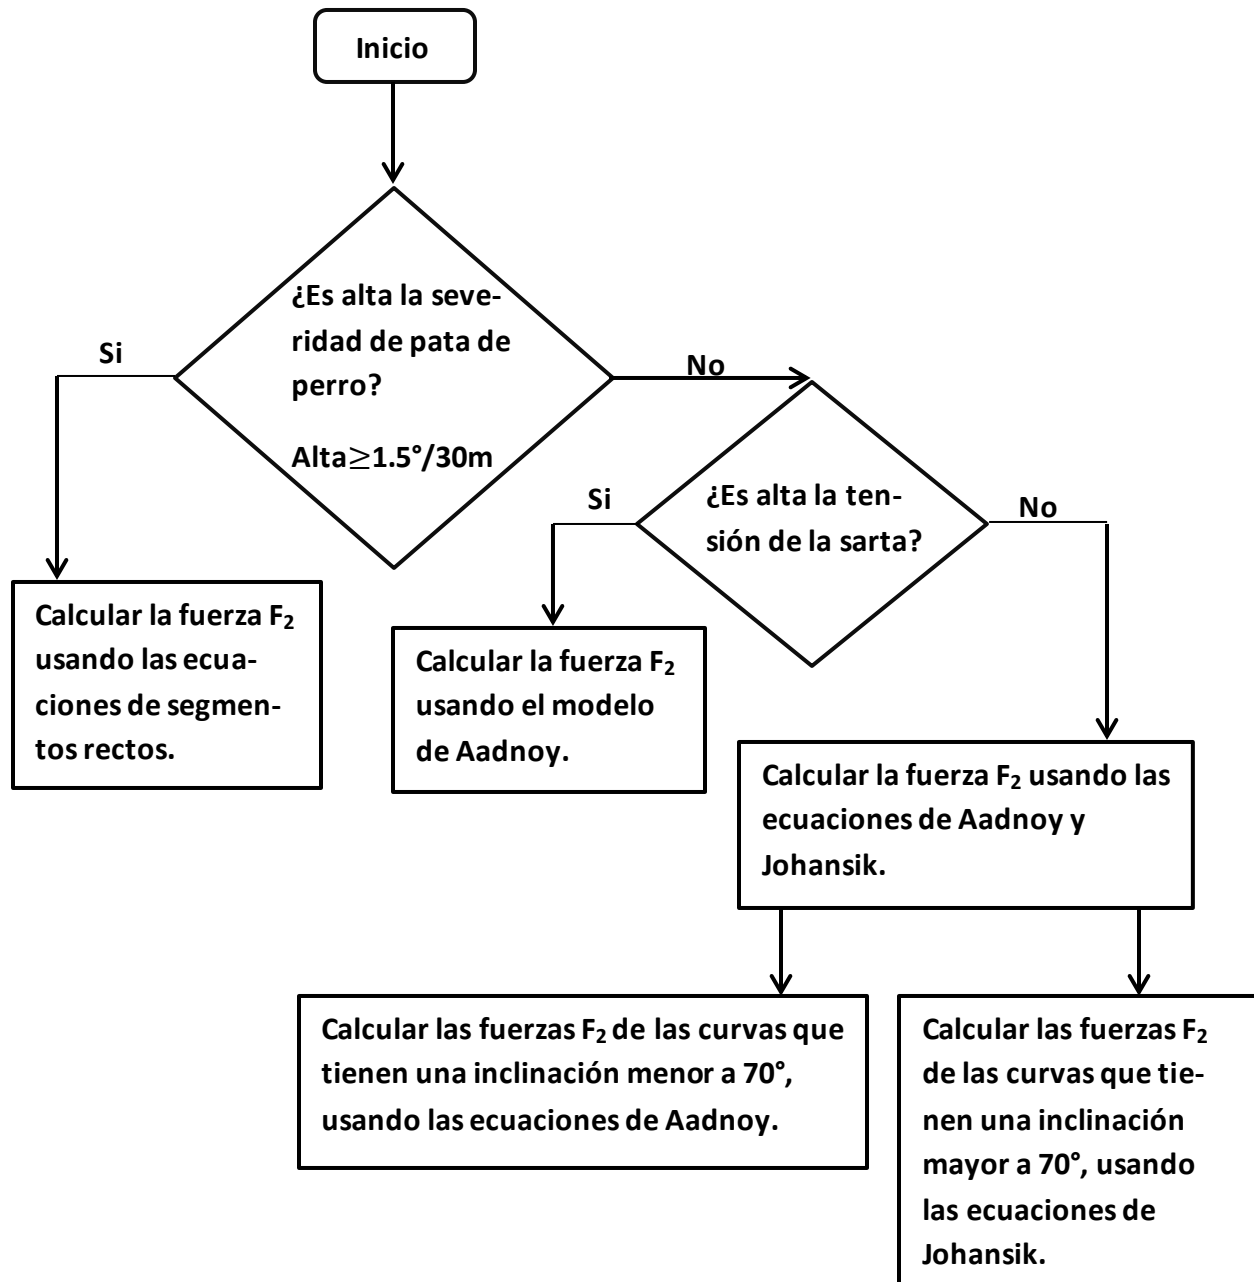 Inicio
¿Es alta la seve-
ridad de pata de
perro?
Alta≥1.5°/30m
Si
No
¿Es alta la ten-
sión de la sarta?
Si
No
Calcular la fuerza F₂
usando las ecua-
ciones de segmen-
tos rectos.
Calcular la fuerza F₂
usando el modelo
de Aadnoy.
Calcular la fuerza F₂ usando las
ecuaciones de Aadnoy y
Johansik.
Calcular las fuerzas F₂ de las curvas que
tienen una inclinación menor a 70°,
usando las ecuaciones de Aadnoy.
Calcular las fuerzas F₂
de las curvas que tie-
nen una inclinación
mayor a 70°, usando
las ecuaciones de
Johansik.